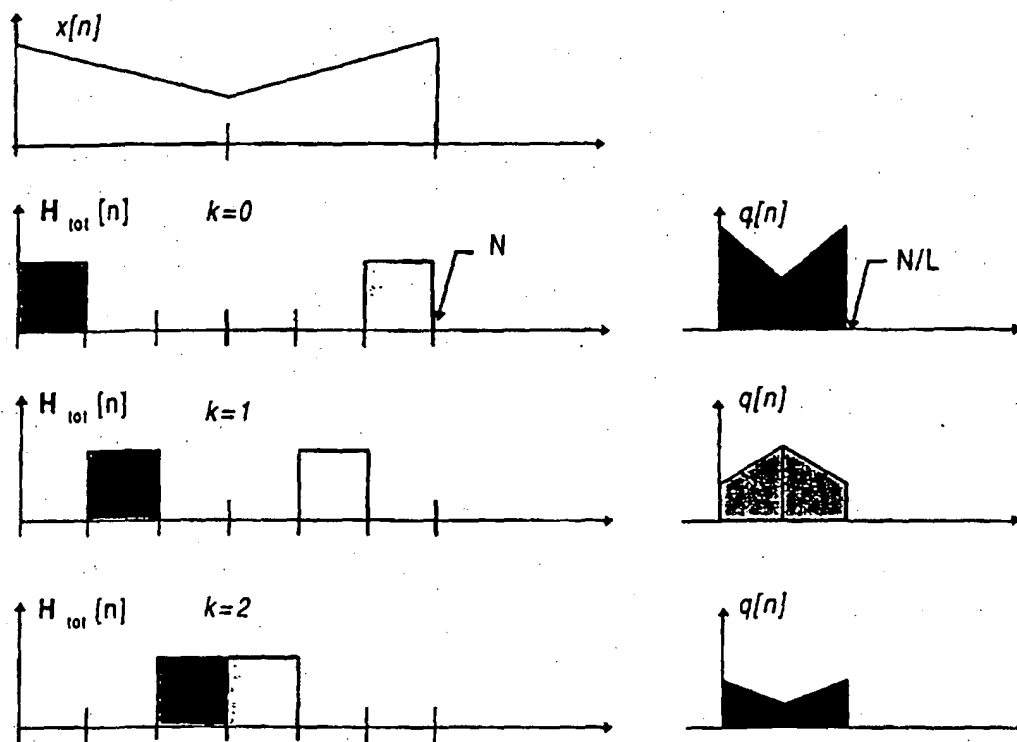 x[n]
H tot [n] k=0
N
q[n]
N/L
H tot [n] k=1
q[n]
H tot [n] k=2
q[n]